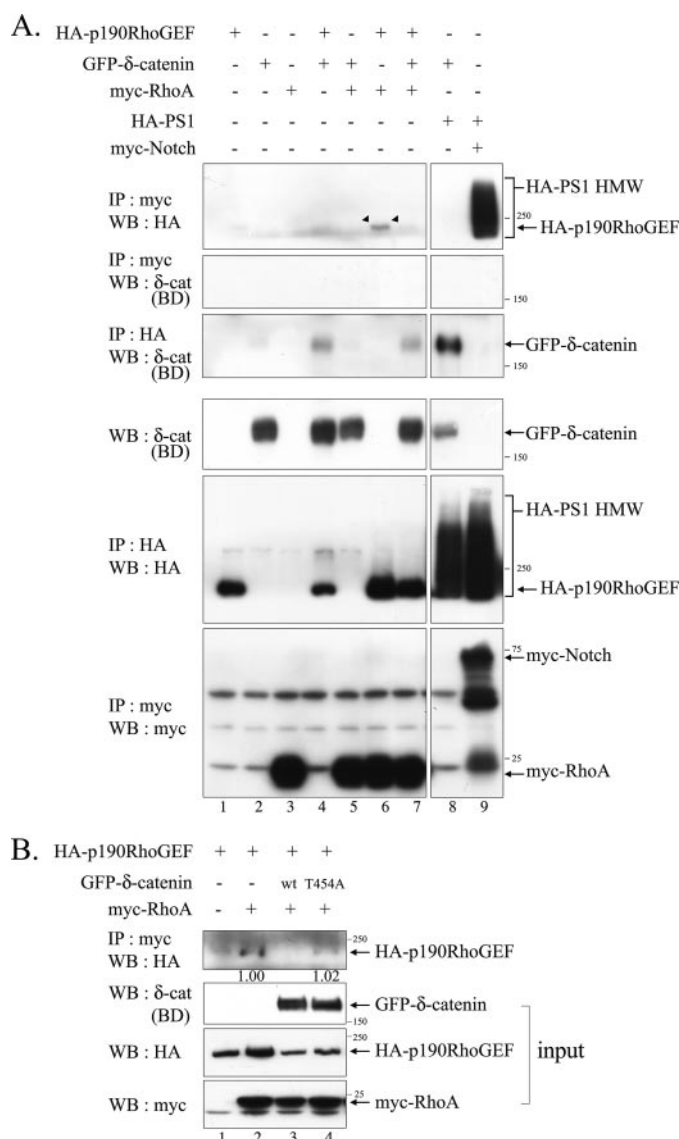 A.
HA-p190RhoGEF + - - + - + + - -
GFP-δ-catenin - + - + + - + + -
myc-RhoA - - + - + + + - -
HA-PS1 - - - - - - - + +
myc-Notch - - - - - - - - +
IP : myc
WB : HA
HA-PS1 HMW
250
HA-p190RhoGEF
IP : myc
WB : δ-cat
(BD)
150
IP : HA
WB : δ-cat
(BD)
GFP-δ-catenin
150
WB : δ-cat
(BD)
GFP-δ-catenin
150
IP : HA
WB : HA
HA-PS1 HMW
250
HA-p190RhoGEF
IP : myc
WB : myc
75
myc-Notch
25
myc-RhoA
1 2 3 4 5 6 7 8 9
B.
HA-p190RhoGEF + + + +
GFP-δ-catenin - - wt T454A
myc-RhoA - + + +
IP : myc
WB : HA
250
HA-p190RhoGEF
1.00 1.02
WB : δ-cat
(BD)
GFP-δ-catenin
150
WB : HA
250
HA-p190RhoGEF
input
WB : myc
25
myc-RhoA
1 2 3 4